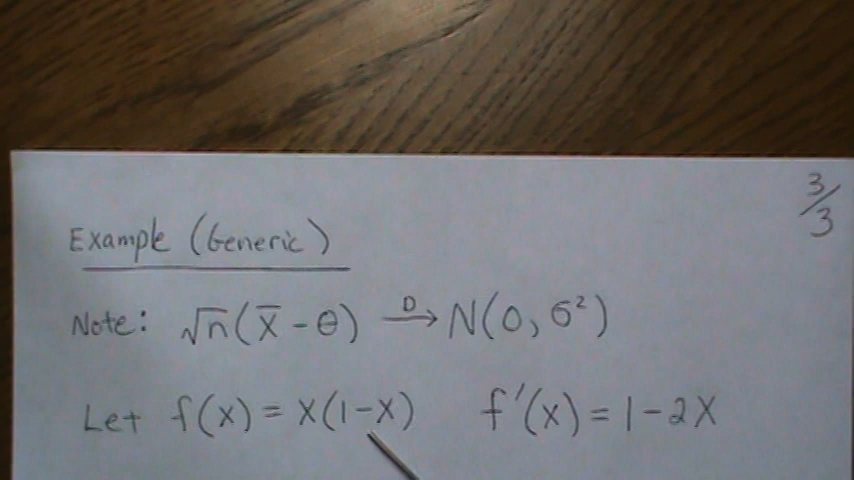 3/3
Example (Generic)
Note: √n(X̅ - θ) →ᴰ N(0, σ²)
Let f(x) = x(1-x) f'(x) = 1-2x